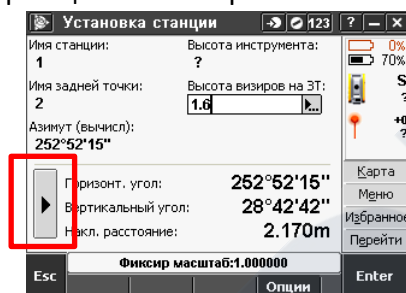 Установка станции 123 ? – X
Имя станции: Высота инструмента:
1 ?
Имя задней точки: Высота визиров на ЗТ:
2 1.6
Азимут (вычисл):
252°52'15"
Горизонт. угол: 252°52'15"
Вертикальный угол: 28°42'42"
Накл. расстояние: 2.170m
Фиксир масштаб:1.000000
Esc Опции Enter
0%
70%
S
?
+0
?
Карта
Меню
Избранное
Перейти